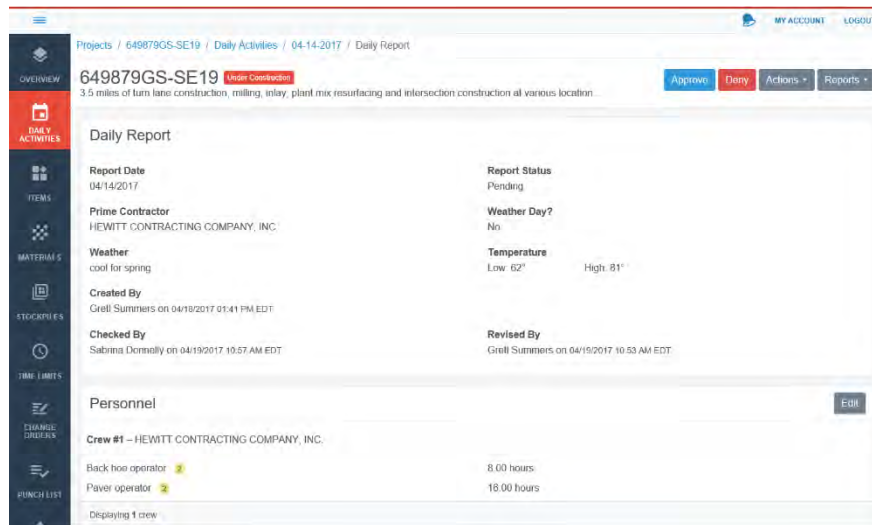 MY ACCOUNT LOGOU
Projects / 649879GS-SE19 / Daily Activities / 04-14-2017 / Daily Report
OVERVIEW
649879GS-SE19 Under Construction
Approve Deny Actions Reports
3.5 miles of turn lane construction, milling, inlay, plant mix resurfacing and intersection construction at various location...
DAILY
ACTIVITIES
Daily Report
Report Date
04/14/2017
Report Status
Pending
ITEMS
Prime Contractor
HEWITT CONTRACTING COMPANY, INC.
Weather Day?
No
MATERIALS
Weather
cool for spring
Temperature
Low: 62° High: 81°
STOCKPILES
Created By
Grell Summers on 04/18/2017 01:41 PM EDT
Checked By
Sabrina Donnelly on 04/19/2017 10:57 AM EDT
Revised By
Grell Summers on 04/19/2017 10:53 AM EDT
TIME LIMITS
Personnel
Edit
CHANGE
ORDERS
Crew #1 – HEWITT CONTRACTING COMPANY, INC.
Back hoe operator 2 8.00 hours
Paver operator 2 16.00 hours
PUNCH LIST
Displaying 1 crew